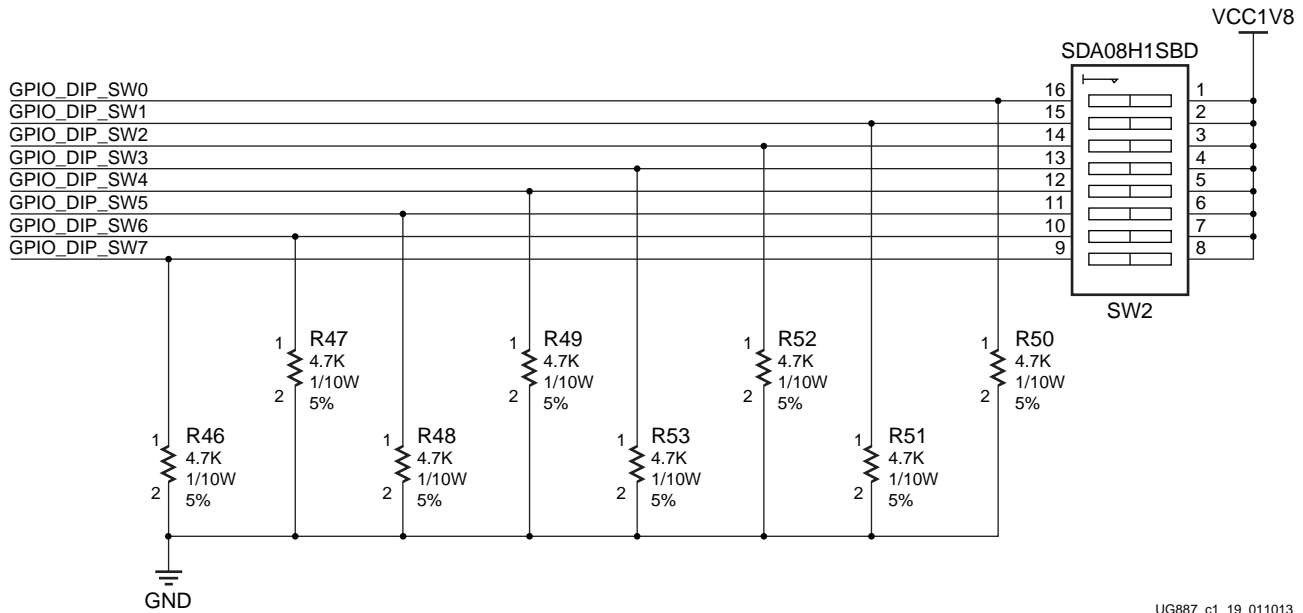 VCC1V8
SDA08H1SBD
GPIO_DIP_SW0
16
1
GPIO_DIP_SW1
15
2
GPIO_DIP_SW2
14
3
GPIO_DIP_SW3
13
4
GPIO_DIP_SW4
12
5
GPIO_DIP_SW5
11
6
GPIO_DIP_SW6
10
7
GPIO_DIP_SW7
9
8
SW2
1
R47
4.7K
1/10W
5%
2
1
R49
4.7K
1/10W
5%
2
1
R52
4.7K
1/10W
5%
2
1
R50
4.7K
1/10W
5%
2
1
R46
4.7K
1/10W
5%
2
1
R48
4.7K
1/10W
5%
2
1
R53
4.7K
1/10W
5%
2
1
R51
4.7K
1/10W
5%
2
GND
UG887_c1_19_011013